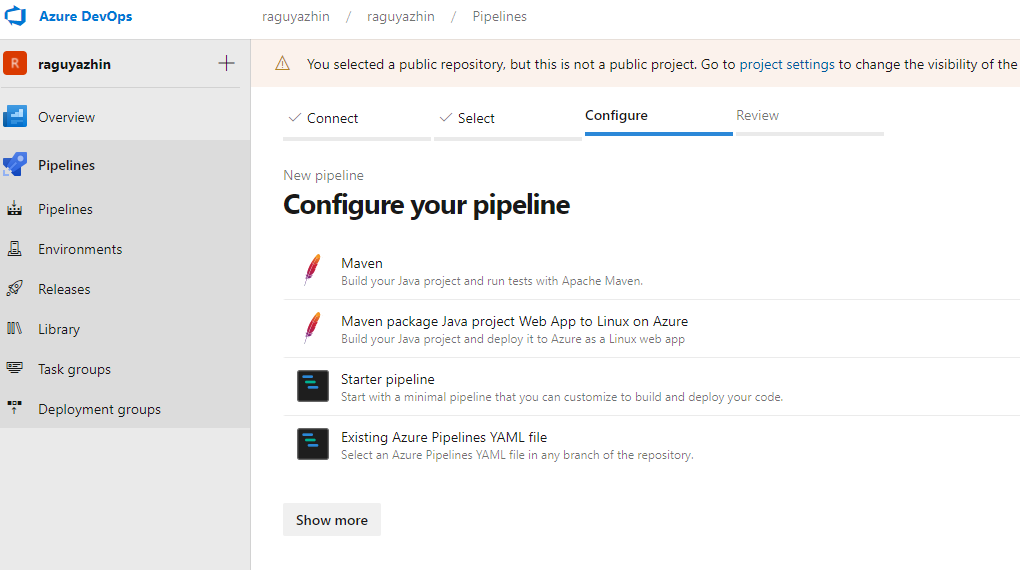 Azure DevOps
raguyazhin / raguyazhin / Pipelines
R raguyazhin
You selected a public repository, but this is not a public project. Go to project settings to change the visibility of the
Overview
Pipelines
Pipelines
Environments
Releases
Library
Task groups
Deployment groups
Connect
Select
Configure
Review
New pipeline
Configure your pipeline
Maven
Build your Java project and run tests with Apache Maven.
Maven package Java project Web App to Linux on Azure
Build your Java project and deploy it to Azure as a Linux web app
Starter pipeline
Start with a minimal pipeline that you can customize to build and deploy your code.
Existing Azure Pipelines YAML file
Select an Azure Pipelines YAML file in any branch of the repository.
Show more